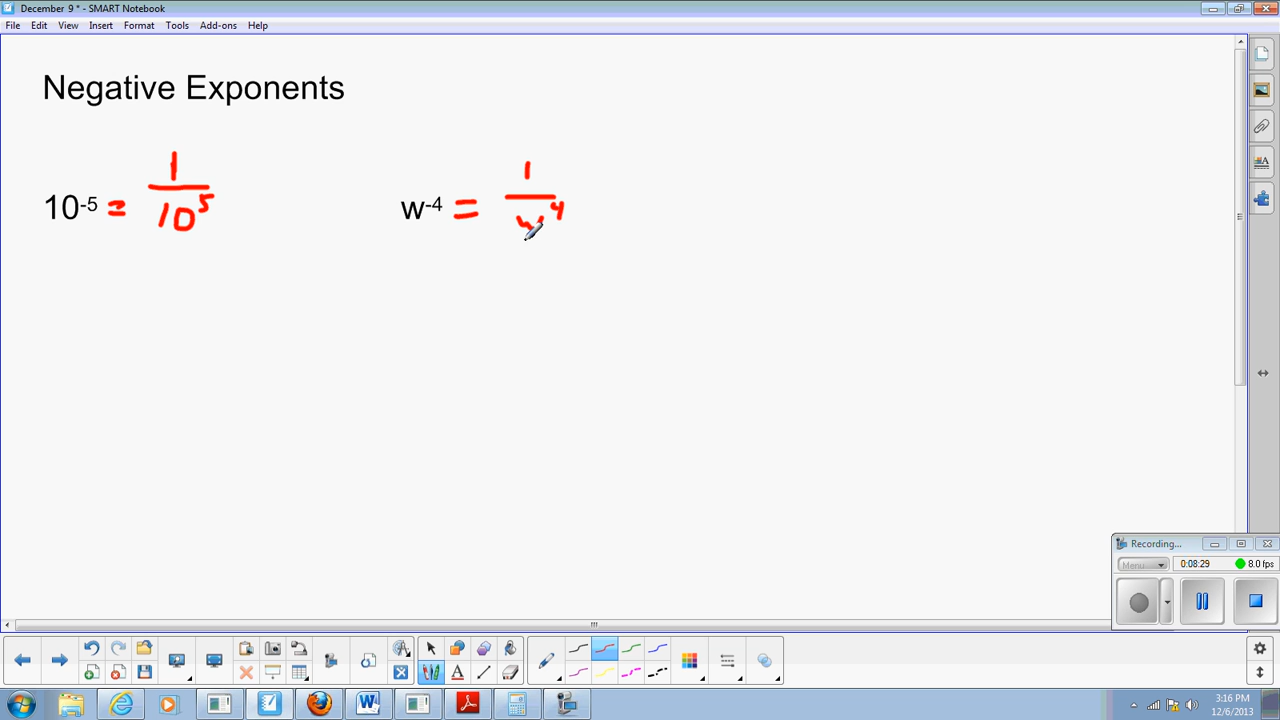 December 9 * - SMART Notebook
File Edit View Insert Format Tools Add-ons Help
Negative Exponents
10⁻⁵ = 1/10⁵
w⁻⁴ = 1/w⁴
Recording...
Menu
0:08:29
8.0 fps
3:16 PM
12/6/2013